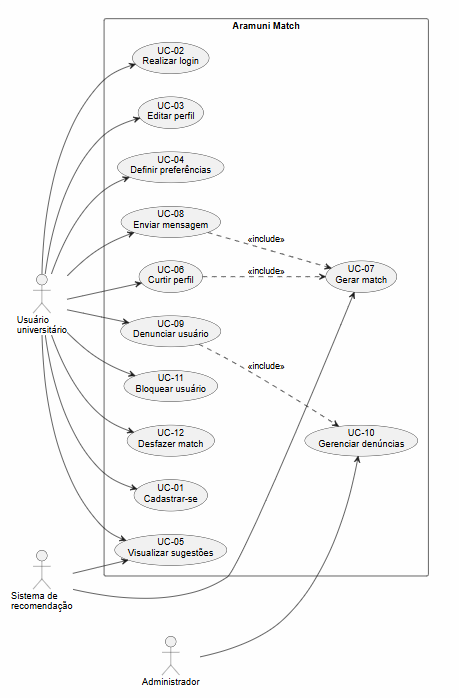 Aramuni Match
UC-02
Realizar login
UC-03
Editar perfil
UC-04
Definir preferências
UC-08
Enviar mensagem
«include»
UC-06
Curtir perfil
«include»
UC-07
Gerar match
Usuário
universitário
UC-09
Denunciar usuário
«include»
UC-11
Bloquear usuário
UC-12
Desfazer match
UC-10
Gerenciar denúncias
UC-01
Cadastrar-se
UC-05
Visualizar sugestões
Sistema de
recomendação
Administrador